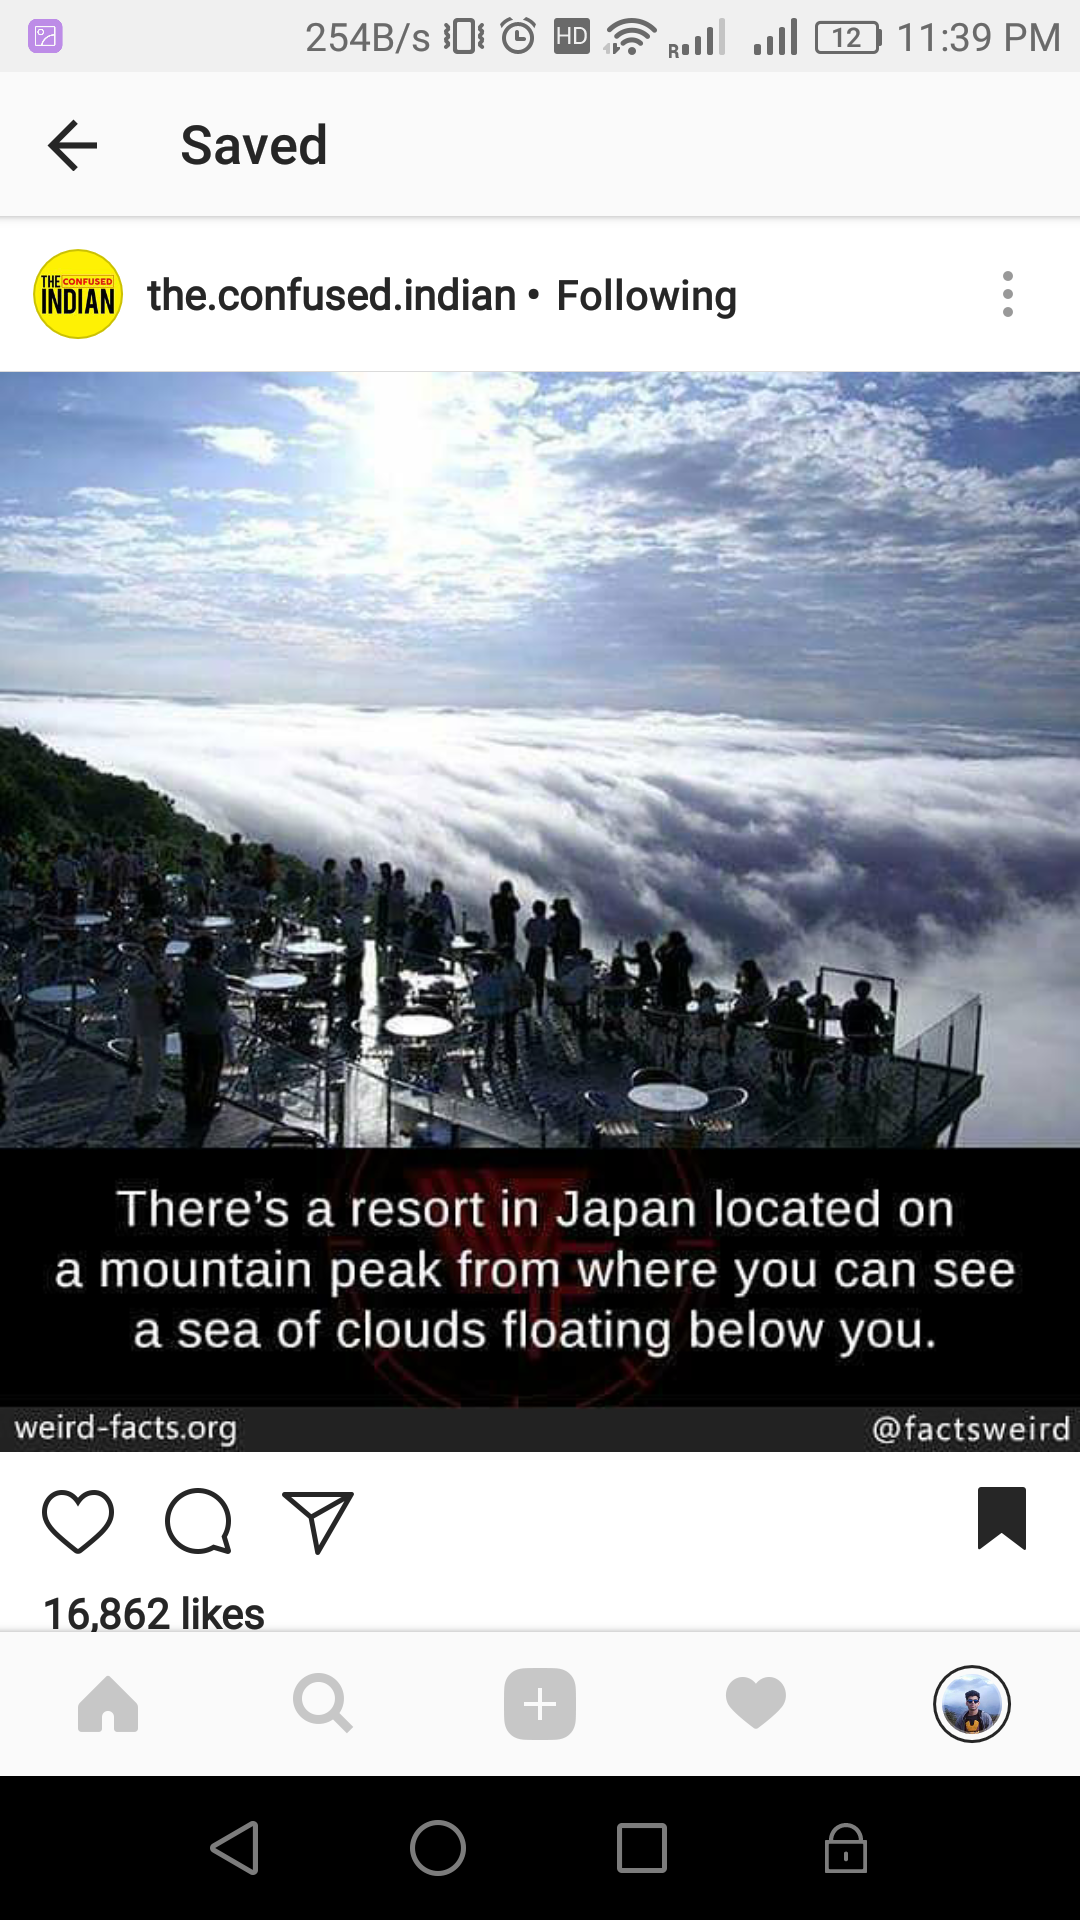 254B/s HD R 12 11:39 PM
Saved
THE CONFUSED
INDIAN
the.confused.indian • Following
There’s a resort in Japan located on
a mountain peak from where you can see
a sea of clouds floating below you.
weird-facts.org @factsweird
16,862 likes